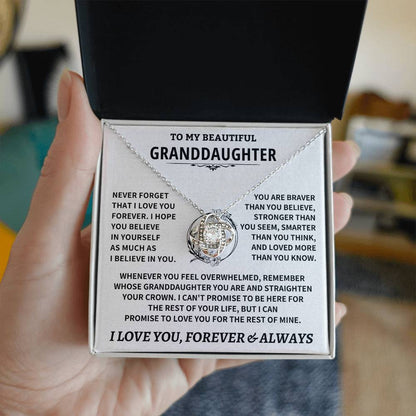 TO MY BEAUTIFUL
GRANDDAUGHTER
NEVER FORGET
THAT I LOVE YOU
FOREVER. I HOPE
YOU BELIEVE
IN YOURSELF
AS MUCH AS
I BELIEVE IN YOU.
YOU ARE BRAVER
THAN YOU BELIEVE,
STRONGER THAN
YOU SEEM, SMARTER
THAN YOU THINK,
AND LOVED MORE
THAN YOU KNOW.
WHENEVER YOU FEEL OVERWHELMED, REMEMBER
WHOSE GRANDDAUGHTER YOU ARE AND STRAIGHTEN
YOUR CROWN. I CAN'T PROMISE TO BE HERE FOR
THE REST OF YOUR LIFE, BUT I CAN
PROMISE TO LOVE YOU FOR THE REST OF MINE.
I LOVE YOU, FOREVER & ALWAYS